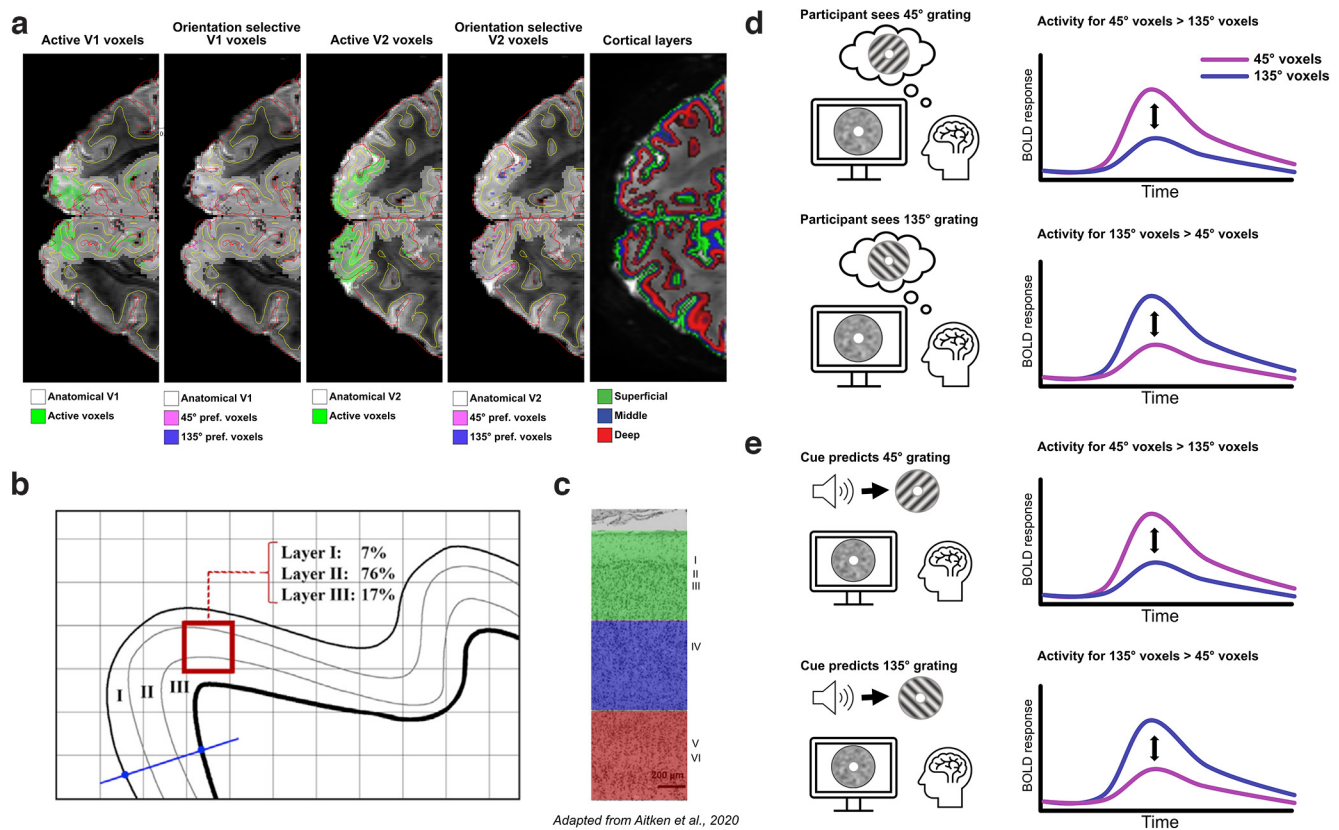 a
Active V1 voxels
Orientation selective
V1 voxels
Active V2 voxels
Orientation selective
V2 voxels
Cortical layers
Anatomical V1
Active voxels
Anatomical V1
45° pref. voxels
135° pref. voxels
Anatomical V2
Active voxels
Anatomical V2
45° pref. voxels
135° pref. voxels
Superficial
Middle
Deep
b
Layer I: 7%
Layer II: 76%
Layer III: 17%
I
II
III
c
I
II
III
IV
V
VI
200 µm
Adapted from Aitken et al., 2020
d
Participant sees 45° grating
Activity for 45° voxels > 135° voxels
45° voxels
135° voxels
BOLD response
Time
Participant sees 135° grating
Activity for 135° voxels > 45° voxels
BOLD response
Time
e
Cue predicts 45° grating
Activity for 45° voxels > 135° voxels
BOLD response
Time
Cue predicts 135° grating
Activity for 135° voxels > 45° voxels
BOLD response
Time